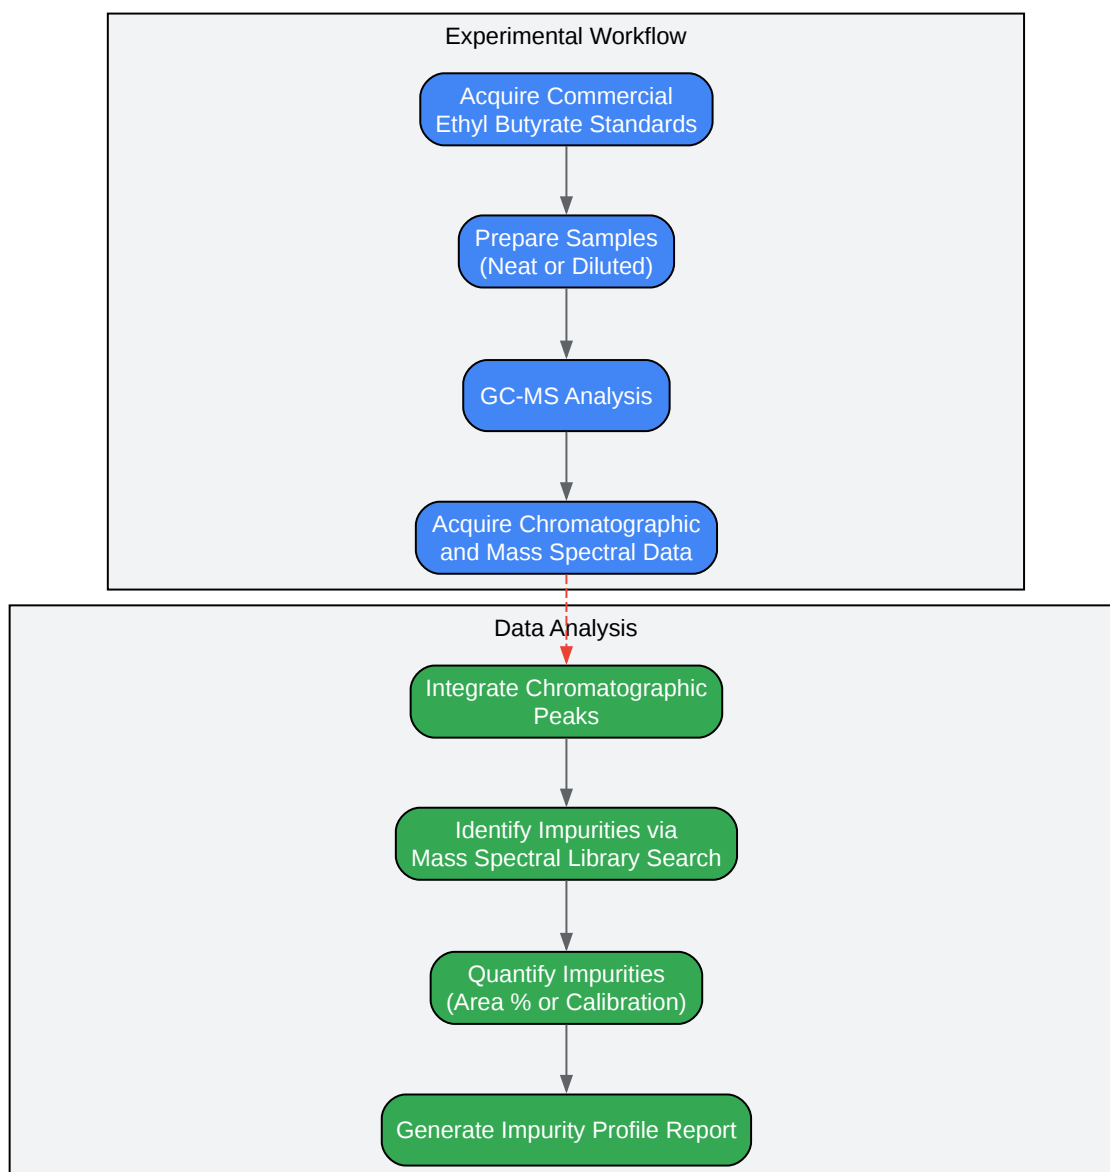 Experimental Workflow
Acquire Commercial
Ethyl Butyrate Standards
Prepare Samples
(Neat or Diluted)
GC-MS Analysis
Acquire Chromatographic
and Mass Spectral Data
Data Analysis
Integrate Chromatographic
Peaks
Identify Impurities via
Mass Spectral Library Search
Quantify Impurities
(Area % or Calibration)
Generate Impurity Profile Report